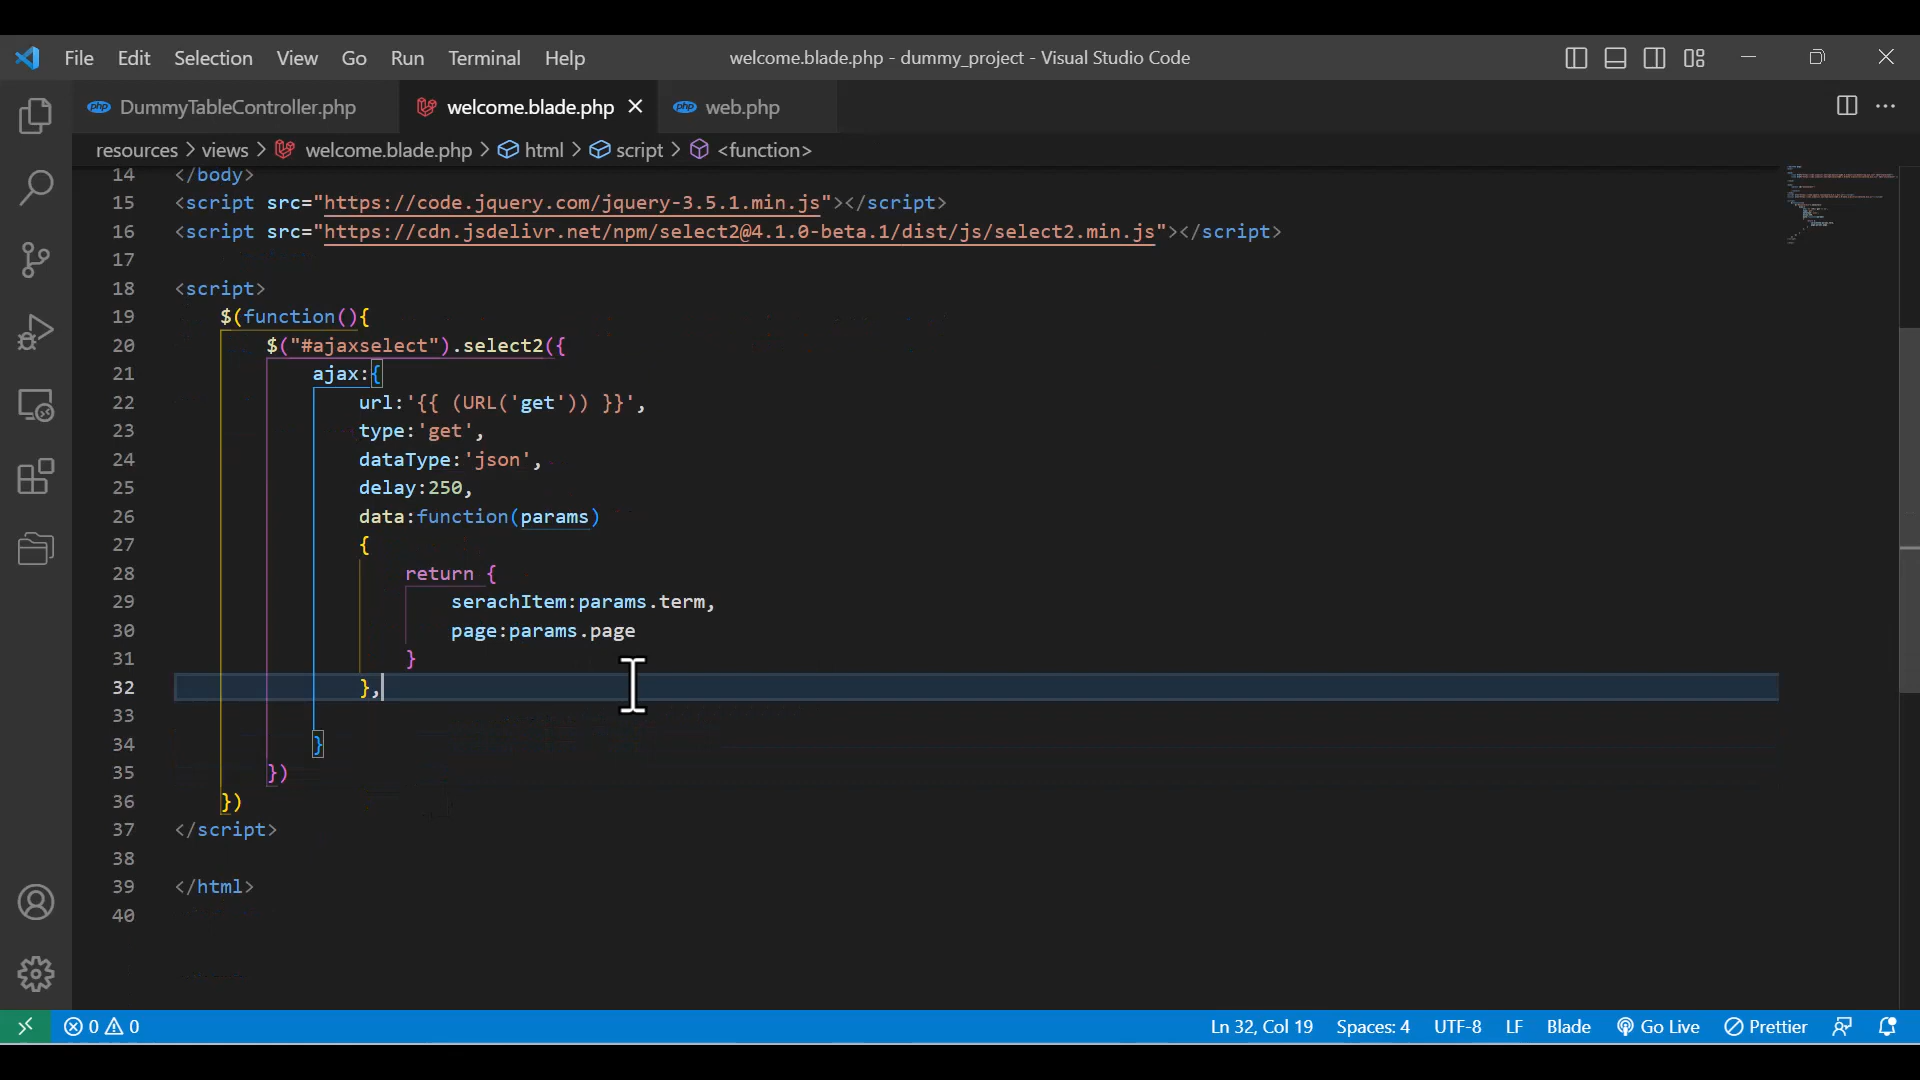 File Edit Selection View Go Run Terminal Help welcome.blade.php - dummy_project - Visual Studio Code
php DummyTableController.php welcome.blade.php php web.php
resources > views > welcome.blade.php > html > script > <function>
14 </body>
15 <script src="https://code.jquery.com/jquery-3.5.1.min.js"></script>
16 <script src="https://cdn.jsdelivr.net/npm/select2@4.1.0-beta.1/dist/js/select2.min.js"></script>
17
18 <script>
19 $(function(){
20 $("#ajaxselect").select2({
21 ajax:{
22 url:'{{ (URL('get')) }}',
23 type:'get',
24 dataType:'json',
25 delay:250,
26 data:function(params)
27 {
28 return {
29 serachItem:params.term,
30 page:params.page
31 }
32 },
33
34 }
35 })
36 })
37 </script>
38
39 </html>
40
0 0 Ln 32, Col 19 Spaces: 4 UTF-8 LF Blade Go Live Prettier